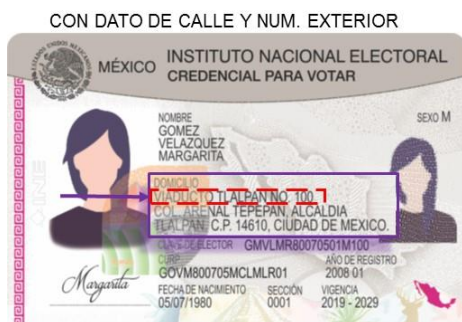 CON DATO DE CALLE Y NUM. EXTERIOR
MÉXICO
INSTITUTO NACIONAL ELECTORAL
CREDENCIAL PARA VOTAR
NOMBRE
GOMEZ
VELAZQUEZ
MARGARITA
SEXO M
DOMICILIO
VIADUCTO TLALPAN NO. 100
COL. ARENAL TEPEPAN, ALCALDIA
TLALPAN, C.P. 14610, CIUDAD DE MEXICO.
CLAVE DE ELECTOR GMVLMR80070501M100
CURP
GOVM800705MCLMLR01
AÑO DE REGISTRO
2008 01
FECHA DE NACIMIENTO
05/07/1980
SECCIÓN
0001
VIGENCIA
2019 - 2029
Margarita
INE